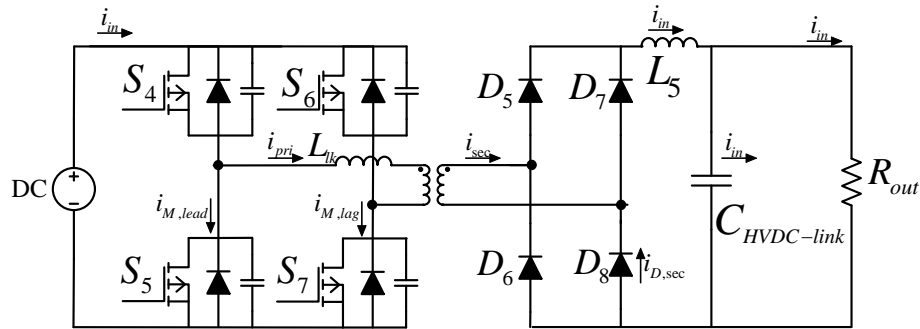 i_in
i_in
L_5
S_4
S_6
D_5
D_7
i_pri
L_lk
i_sec
i_in
DC
R_out
i_M,lead
i_M,lag
C_HVDC-link
S_5
S_7
D_6
D_8
i_D,sec